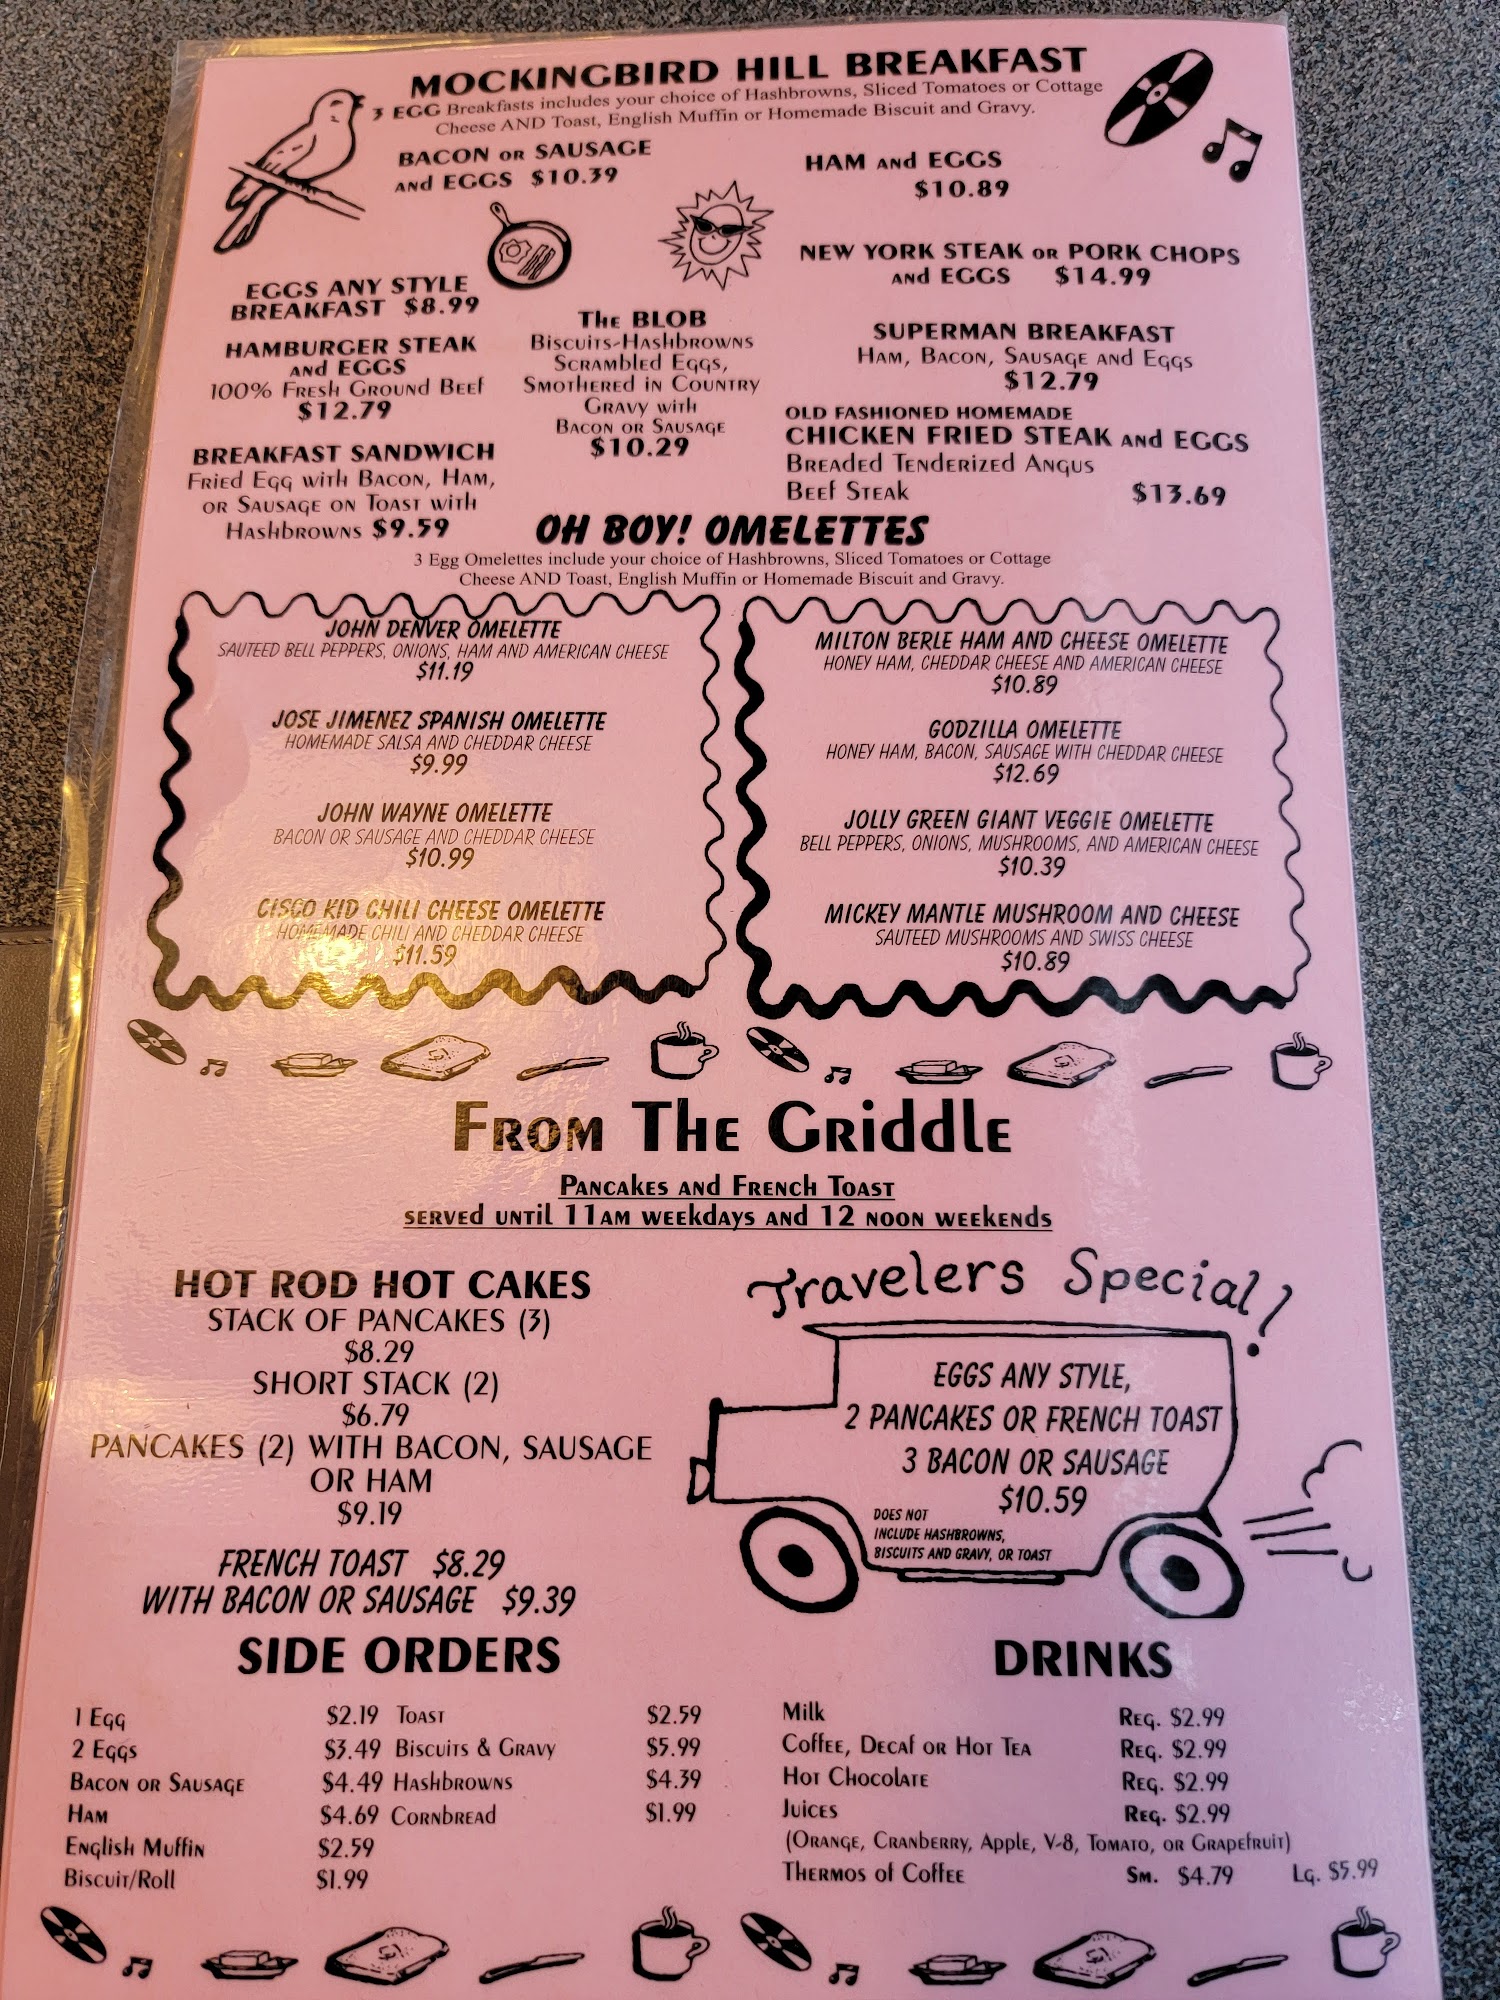 MOCKINGBIRD HILL BREAKFAST
3 EGG Breakfasts includes your choice of Hashbrowns, Sliced Tomatoes or Cottage
Cheese AND Toast, English Muffin or Homemade Biscuit and Gravy.
BACON OR SAUSAGE
AND EGGS $10.39
HAM AND EGGS
$10.89
NEW YORK STEAK OR PORK CHOPS
AND EGGS $14.99
EGGS ANY STYLE
BREAKFAST $8.99
HAMBURGER STEAK
AND EGGS
100% FRESH GROUND BEEF
$12.79
BREAKFAST SANDWICH
FRIED EGG WITH BACON, HAM,
OR SAUSAGE ON TOAST WITH
HASHBROWNS $9.59
THE BLOB
BISCUITS-HASHBROWNS
SCRAMBLED EGGS,
SMOTHERED IN COUNTRY
GRAVY WITH
BACON OR SAUSAGE
$10.29
SUPERMAN BREAKFAST
HAM, BACON, SAUSAGE AND EGGS
$12.79
OLD FASHIONED HOMEMADE
CHICKEN FRIED STEAK AND EGGS
BREADED TENDERIZED ANGUS
BEEF STEAK $13.69
OH BOY! OMELETTES
3 Egg Omelettes include your choice of Hashbrowns, Sliced Tomatoes or Cottage
Cheese AND Toast, English Muffin or Homemade Biscuit and Gravy.
JOHN DENVER OMELETTE
SAUTEED BELL PEPPERS, ONIONS, HAM AND AMERICAN CHEESE
$11.19
JOSE JIMENEZ SPANISH OMELETTE
HOMEMADE SALSA AND CHEDDAR CHEESE
$9.99
JOHN WAYNE OMELETTE
BACON OR SAUSAGE AND CHEDDAR CHEESE
$10.99
CISCO KID CHILI CHEESE OMELETTE
HOMEMADE CHILI AND CHEDDAR CHEESE
$11.59
MILTON BERLE HAM AND CHEESE OMELETTE
HONEY HAM, CHEDDAR CHEESE AND AMERICAN CHEESE
$10.89
GODZILLA OMELETTE
HONEY HAM, BACON, SAUSAGE WITH CHEDDAR CHEESE
$12.69
JOLLY GREEN GIANT VEGGIE OMELETTE
BELL PEPPERS, ONIONS, MUSHROOMS, AND AMERICAN CHEESE
$10.39
MICKEY MANTLE MUSHROOM AND CHEESE
SAUTEED MUSHROOMS AND SWISS CHEESE
$10.89
FROM THE GRIDDLE
PANCAKES AND FRENCH TOAST
SERVED UNTIL 11AM WEEKDAYS AND 12 NOON WEEKENDS
HOT ROD HOT CAKES
STACK OF PANCAKES (3)
$8.29
SHORT STACK (2)
$6.79
PANCAKES (2) WITH BACON, SAUSAGE
OR HAM
$9.19
FRENCH TOAST $8.29
WITH BACON OR SAUSAGE $9.39
Travelers Special!
EGGS ANY STYLE,
2 PANCAKES OR FRENCH TOAST
3 BACON OR SAUSAGE
$10.59
DOES NOT
INCLUDE HASHBROWNS,
BISCUITS AND GRAVY, OR TOAST
SIDE ORDERS
1 EGG $2.19 TOAST $2.59
2 EGGS $3.49 BISCUITS & GRAVY $5.99
BACON OR SAUSAGE $4.49 HASHBROWNS $4.39
HAM $4.69 CORNBREAD $1.99
ENGLISH MUFFIN $2.59
BISCUIT/ROLL $1.99
DRINKS
MILK REG. $2.99
COFFEE, DECAF OR HOT TEA REG. $2.99
HOT CHOCOLATE REG. $2.99
JUICES REG. $2.99
(ORANGE, CRANBERRY, APPLE, V-8, TOMATO, OR GRAPEFRUIT)
THERMOS OF COFFEE SM. $4.79 LG. $5.99